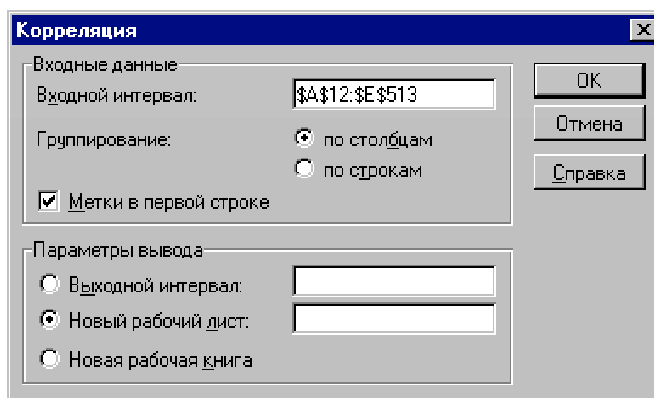 Корреляция
Входные данные
Входной интервал: $A$12:$E$513
Группирование: по столбцам
по строкам
Метки в первой строке
Параметры вывода
Выходной интервал:
Новый рабочий лист:
Новая рабочая книга
OK
Отмена
Справка